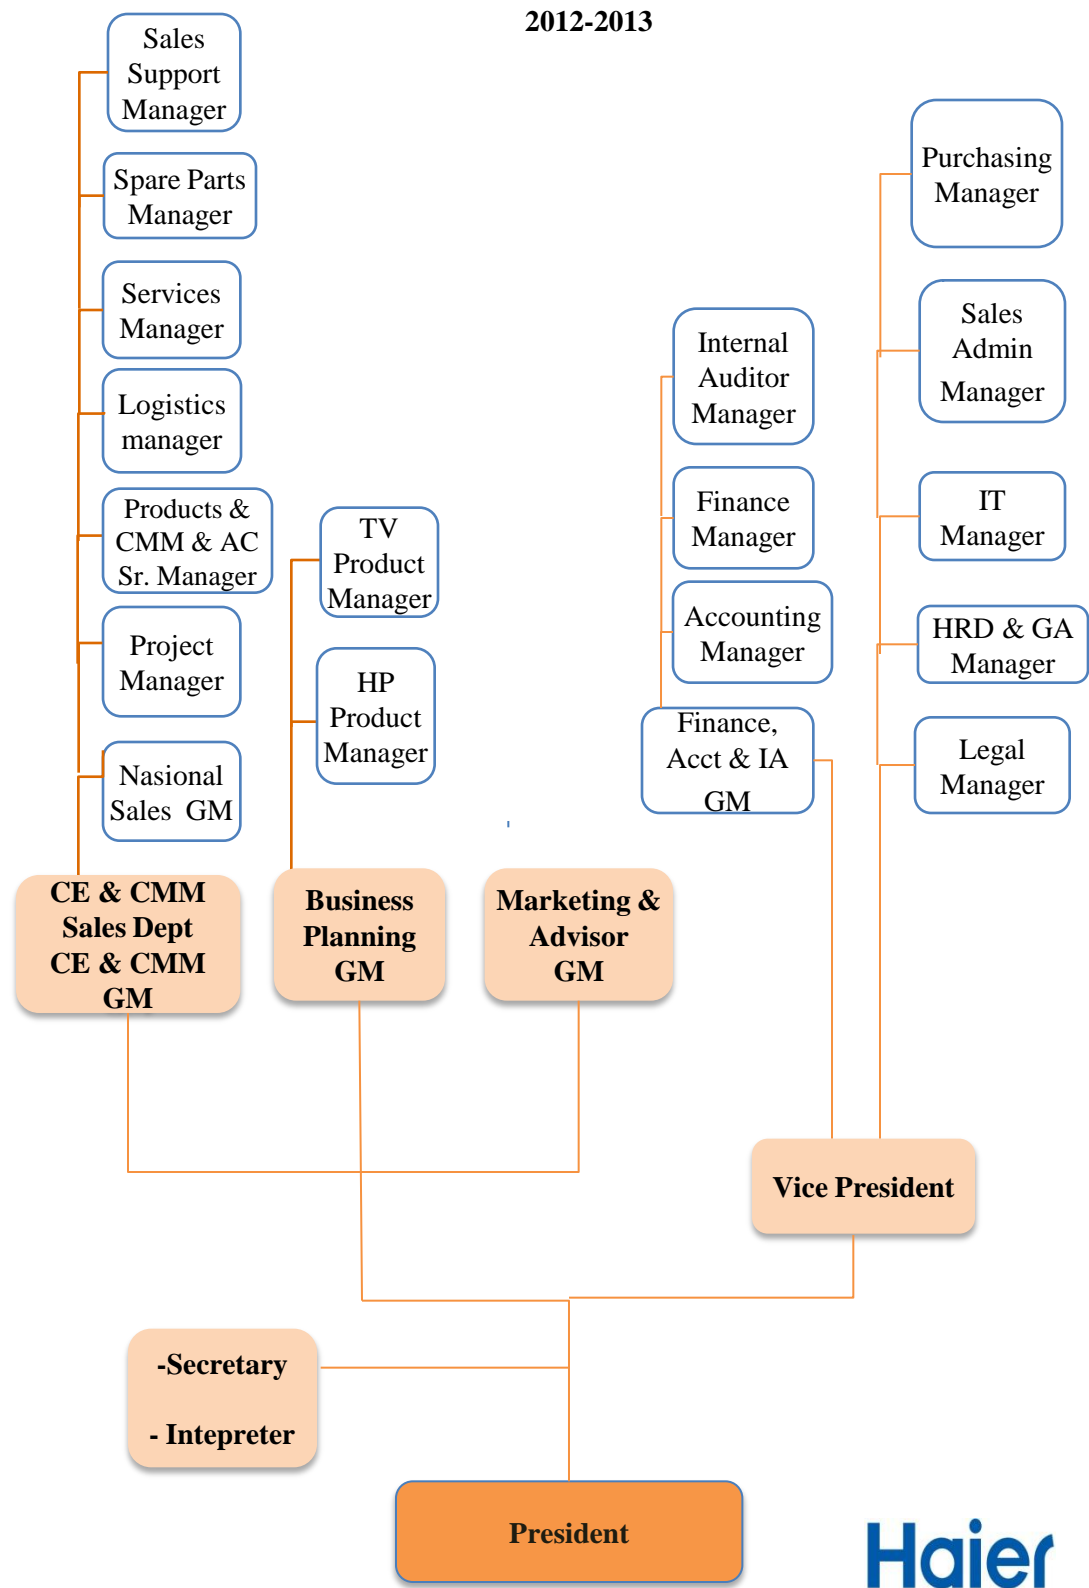 2012-2013
Sales
Support
Manager
Spare Parts
Manager
Services
Manager
Logistics
manager
Products &
CMM & AC
Sr. Manager
Project
Manager
Nasional
Sales GM
TV
Product
Manager
HP
Product
Manager
Internal
Auditor
Manager
Finance
Manager
Accounting
Manager
Finance,
Acct & IA
GM
Purchasing
Manager
Sales
Admin
Manager
IT
Manager
HRD & GA
Manager
Legal
Manager
CE & CMM
Sales Dept
CE & CMM
GM
Business
Planning
GM
Marketing &
Advisor
GM
Vice President
-Secretary
- Intepreter
President
Haier